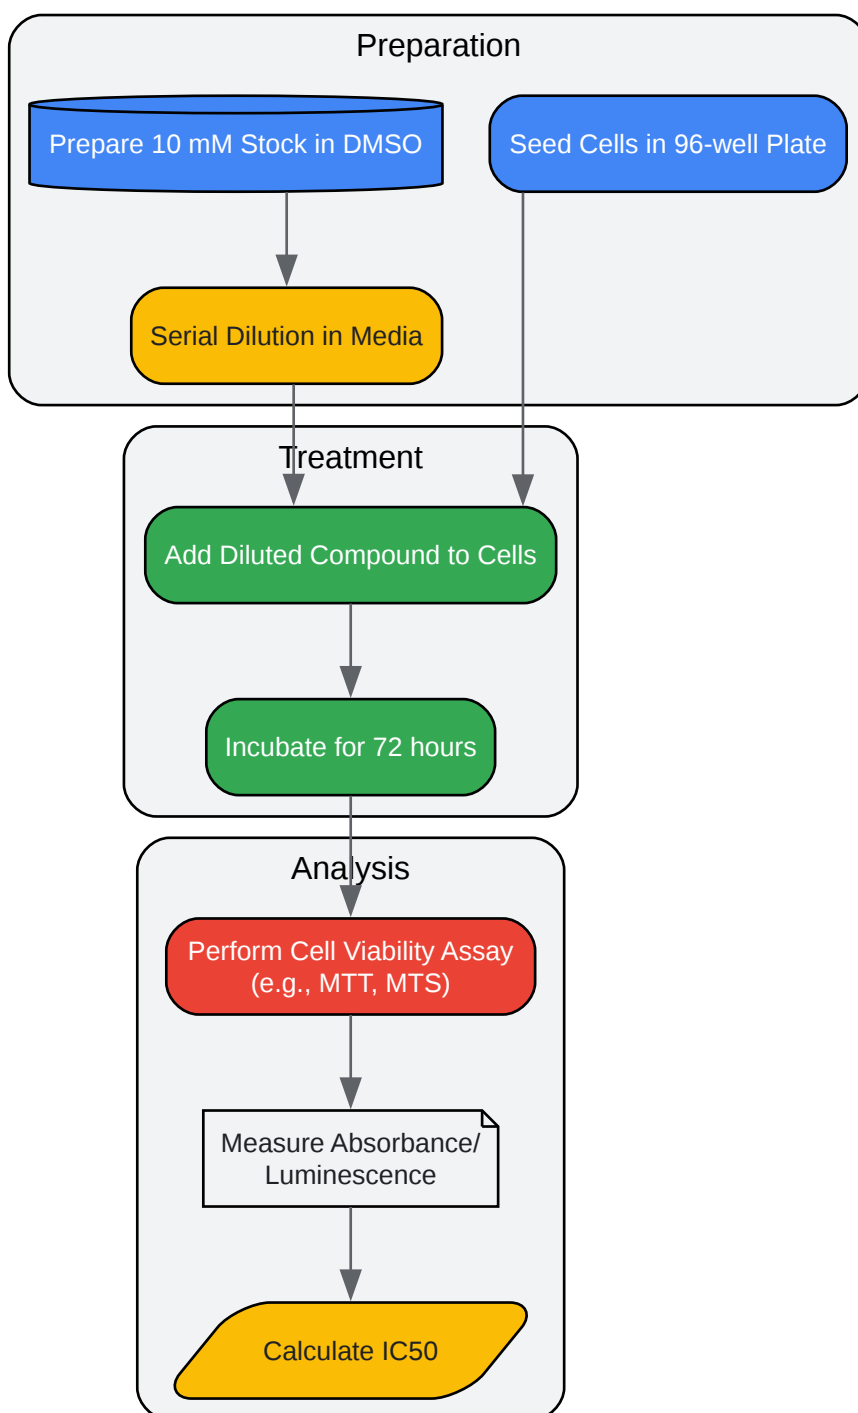 Preparation
Prepare 10 mM Stock in DMSO
Seed Cells in 96-well Plate
Serial Dilution in Media
Treatment
Add Diluted Compound to Cells
Incubate for 72 hours
Analysis
Perform Cell Viability Assay
(e.g., MTT, MTS)
Measure Absorbance/
Luminescence
Calculate IC50